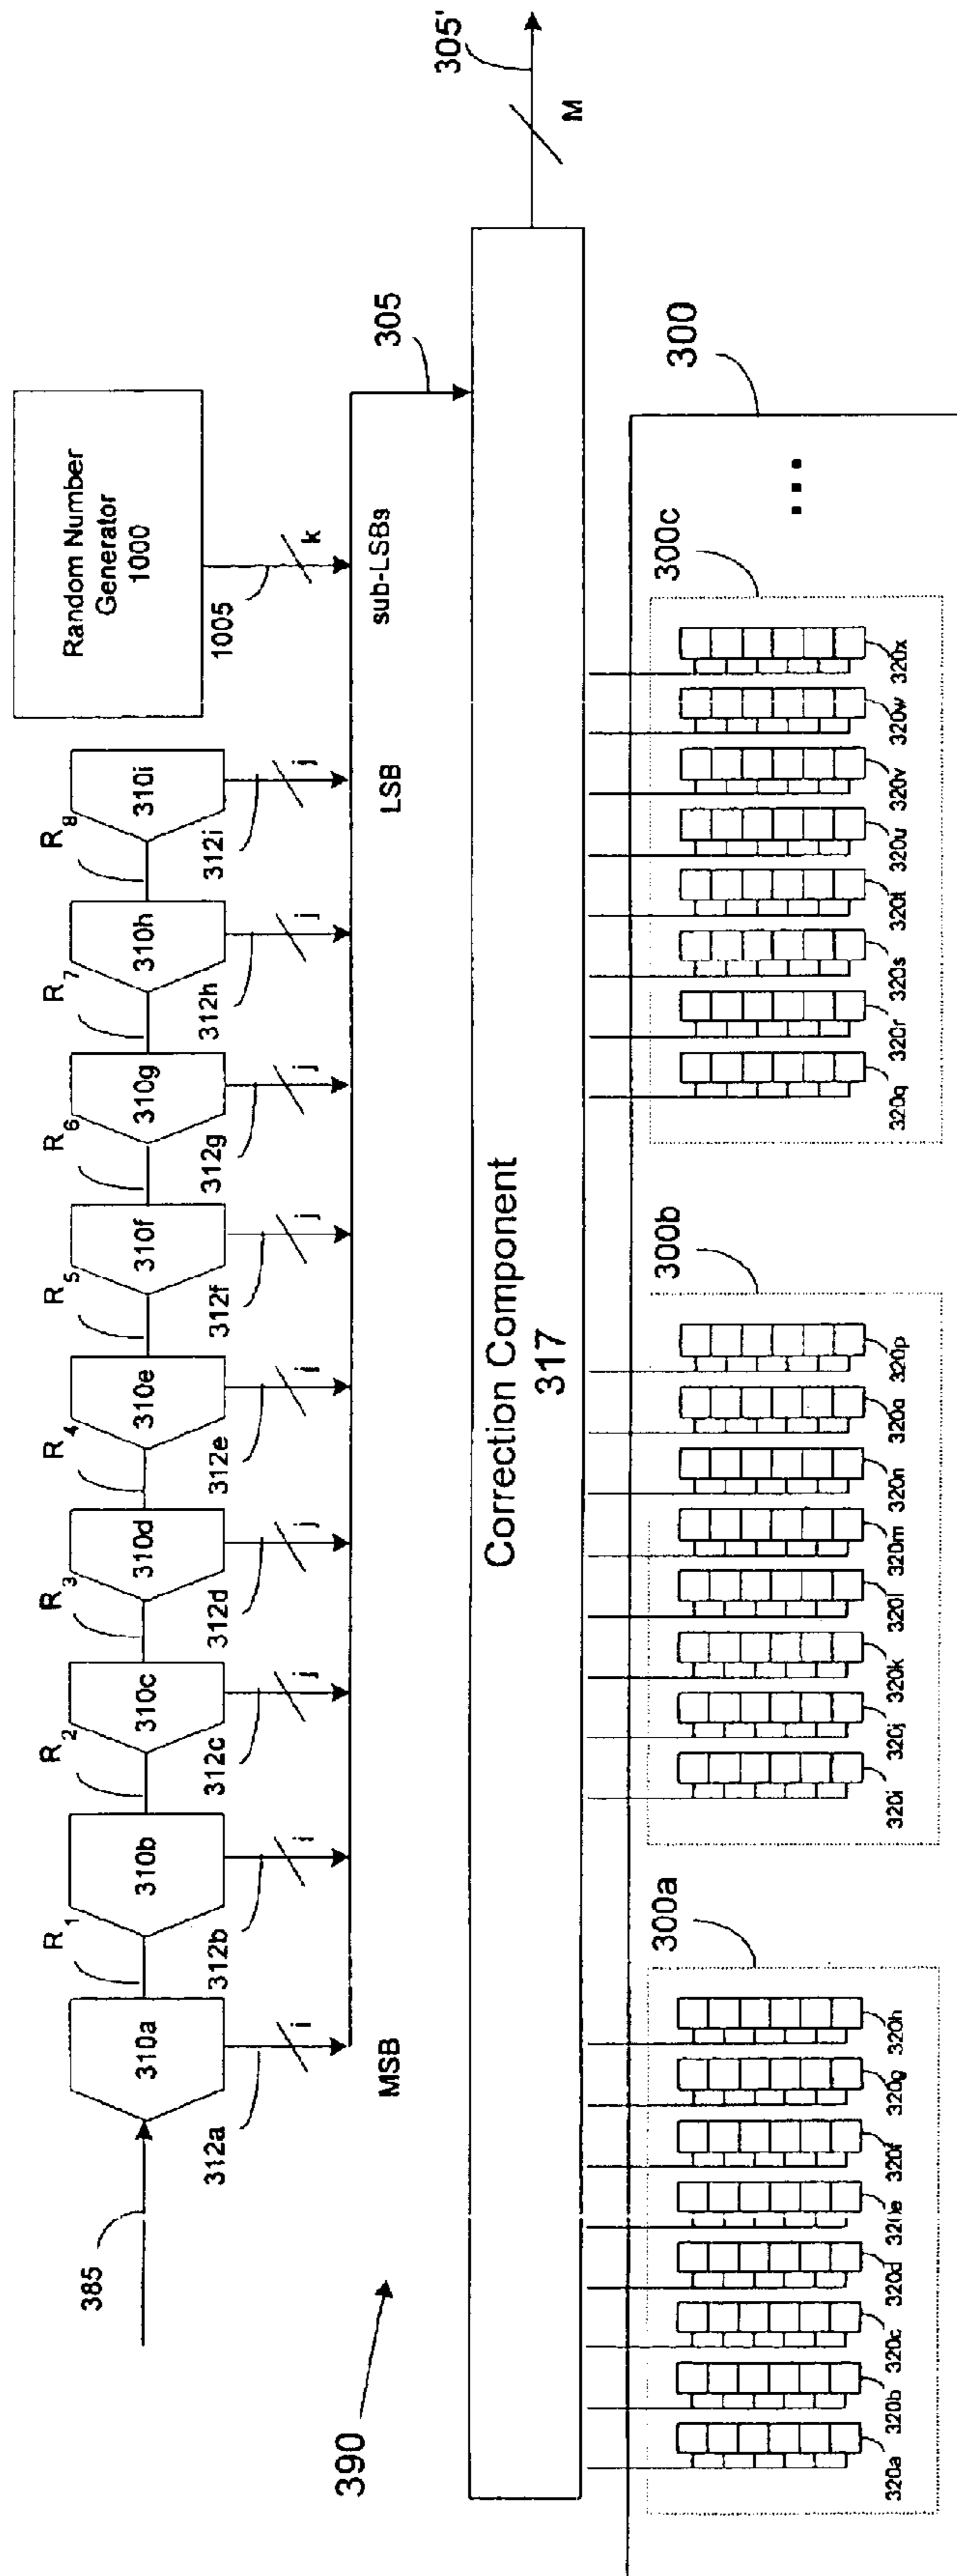 385
310a
R1
310b
R2
310c
R3
310d
R4
310e
R5
310f
R6
310g
R7
310h
R8
310i
Random Number
Generator
1000
312a
i
312b
i
312c
j
312d
j
312e
j
312f
j
312g
j
312h
j
312i
j
1005
k
MSB
LSB
sub-LSBs
305
390
Correction Component
317
305'
M
300a
300b
300c
300
...
320a
320b
320c
320d
320e
320f
320g
320h
320i
320j
320k
320l
320m
320n
320o
320p
320q
320r
320s
320t
320u
320v
320w
320x